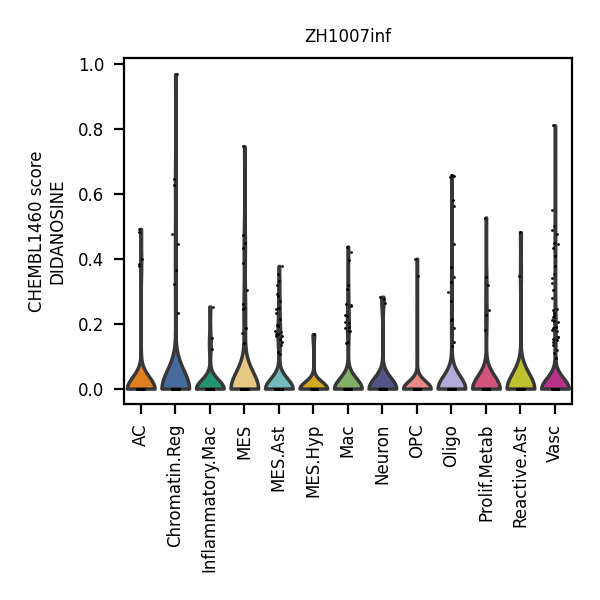 ZH1007inf
CHEMBL1460 score
DIDANOSINE
1.0
0.8
0.6
0.4
0.2
0.0
AC
Chromatin.Reg
Inflammatory.Mac
MES
MES.Ast
MES.Hyp
Mac
Neuron
OPC
Oligo
Prolif.Metab
Reactive.Ast
Vasc